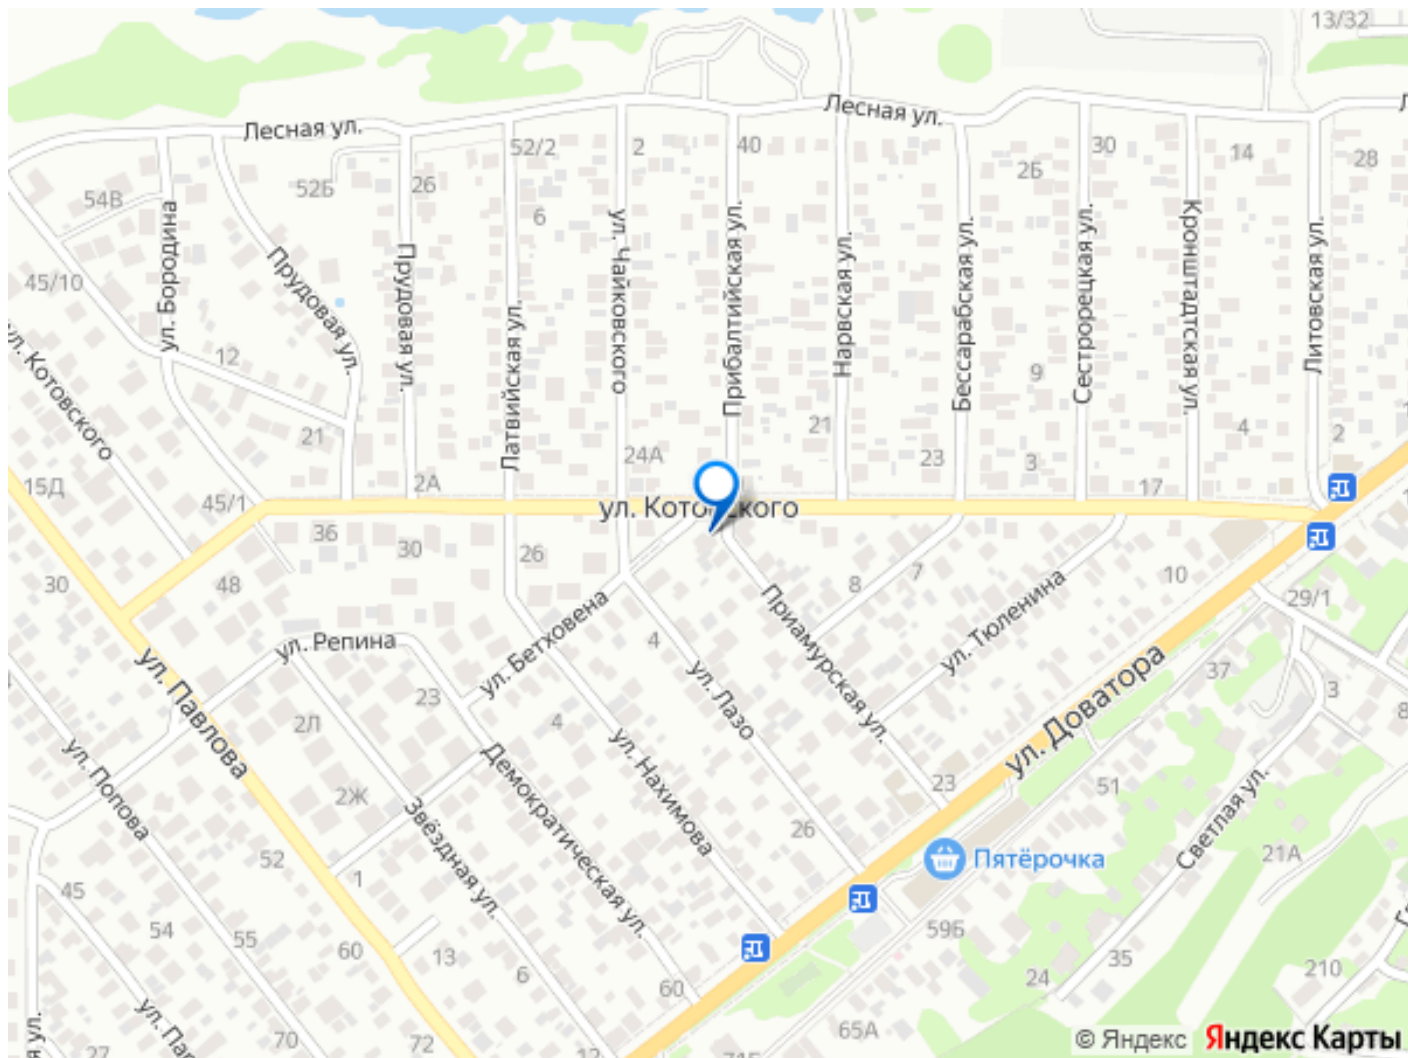 13/32
Лесная ул.
Лесная ул.
52/2
2
40
30
2Б
14
28
54В
52Б
26
6
ул. Бородина
Прудовая ул.
Прудовая ул.
Латвийская ул.
ул. Чайковского
Прибалтийская ул.
Нарвская ул.
Бессарабская ул.
Сестрорецкая ул.
Кронштадтская ул.
Литовская ул.
45/10
ул. Котовского
12
21
9
21
4
2
24А
23
3
17
15Д
45/1
2А
ул. Котовского
36
30
26
48
30
8
7
10
29/1
ул. Репина
ул. Бетховена
4
Приамурская ул.
ул. Тюленина
37
3
8
ул. Павлова
23
2Л
4
ул. Лазо
ул. Доватора
ул. Попова
2Ж
Звёздная ул.
Демократическая ул.
ул. Нахимова
23
51
26
Светлая ул.
Пятёрочка
21А
52
1
45
54
55
60
13
6
60
59Б
35
24
210
65А
70
72
27
© Яндекс Яндекс Карты